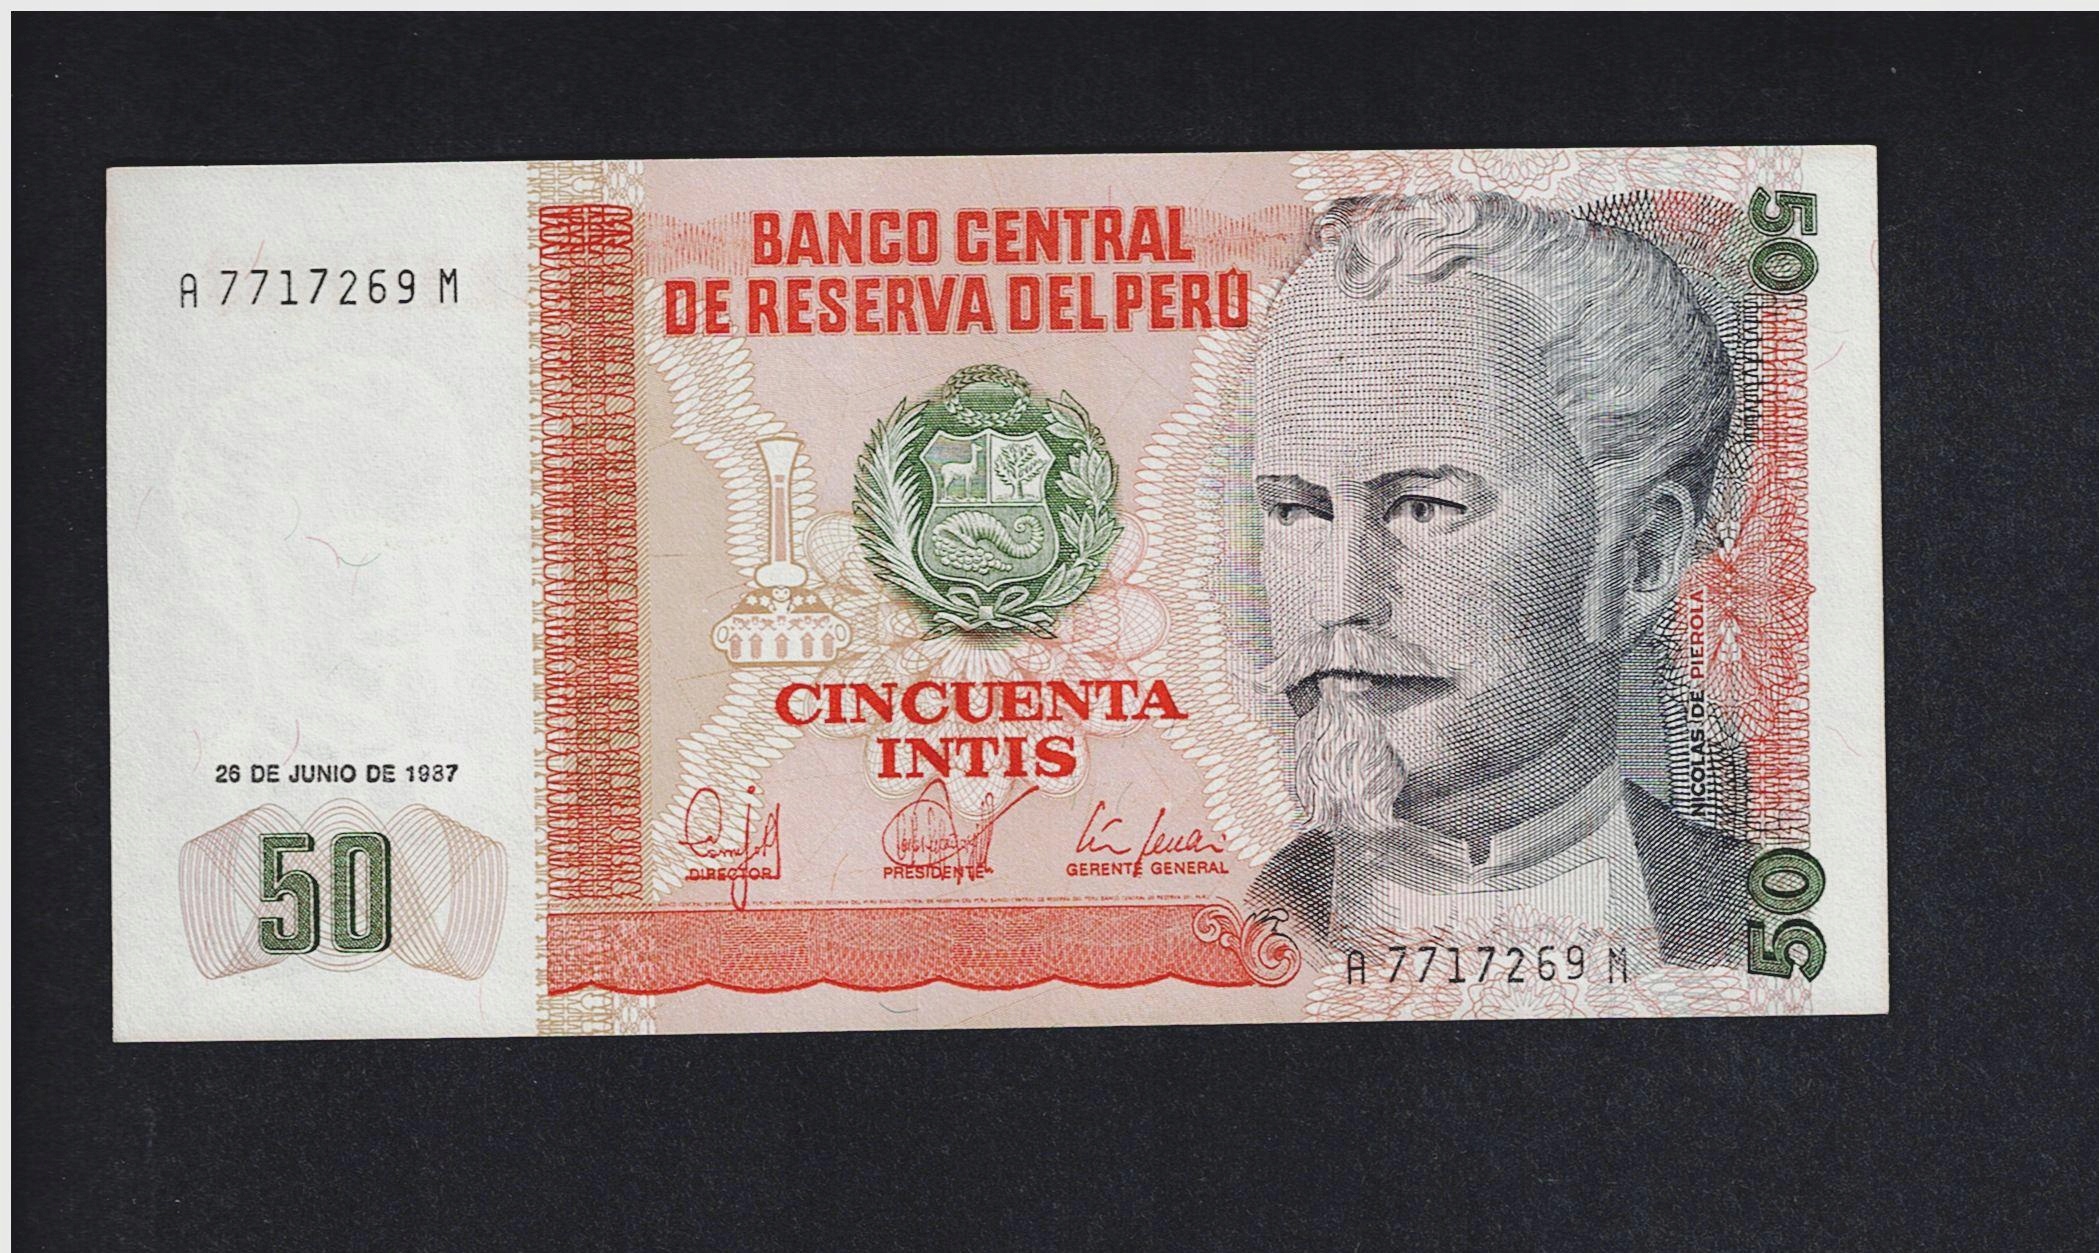 A 7717269 M
BANCO CENTRAL
DE RESERVA DEL PERÚ
50
CINCUENTA
INTIS
NICOLAS DE PIEROLA
26 DE JUNIO DE 1987
50
DIRECTOR
PRESIDENTE
GERENTE GENERAL
A 7717269 M
50